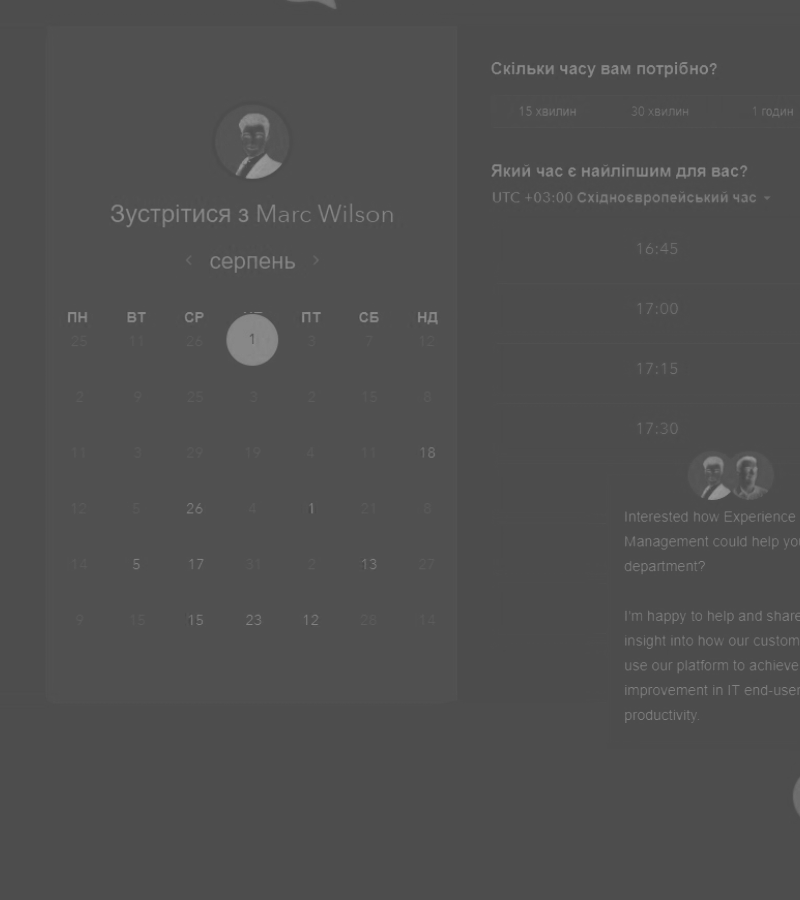 Зустрітися з Marc Wilson
серпень
ПН ВТ СР ПТ СБ НД
25 11 26 1 3 7 12
2 9 25 3 2 15 8
11 3 29 19 4 11 18
12 5 26 4 1 21 8
14 5 17 31 2 13 27
9 15 15 23 12 28 14
Скільки часу вам потрібно?
15 хвилин 30 хвилин 1 годин
Який час є найліпшим для вас?
UTC +03:00 Східноєвропейський час
16:45
17:00
17:15
17:30
Interested how Experience
Management could help you
department?
I'm happy to help and share
insight into how our custom
use our platform to achieve
improvement in IT end-user
productivity.